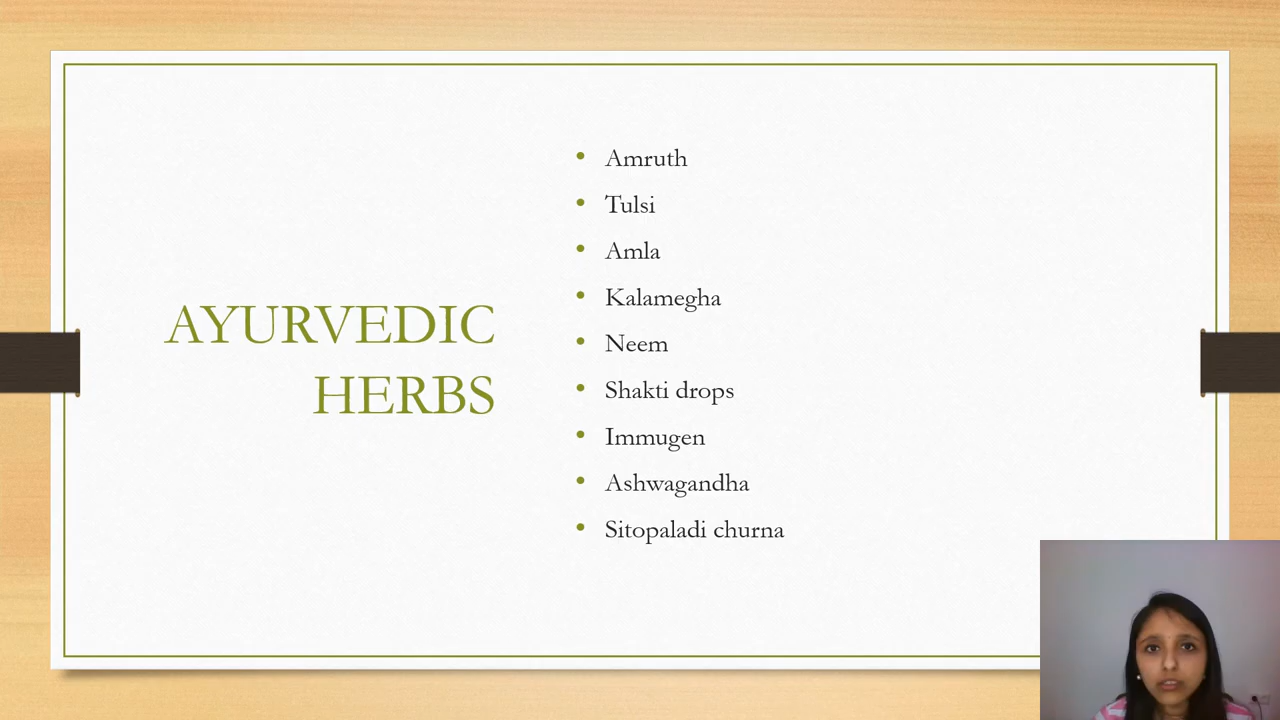 AYURVEDIC
HERBS
• Amruth
• Tulsi
• Amla
• Kalamegha
• Neem
• Shakti drops
• Immugen
• Ashwagandha
• Sitopaladi churna